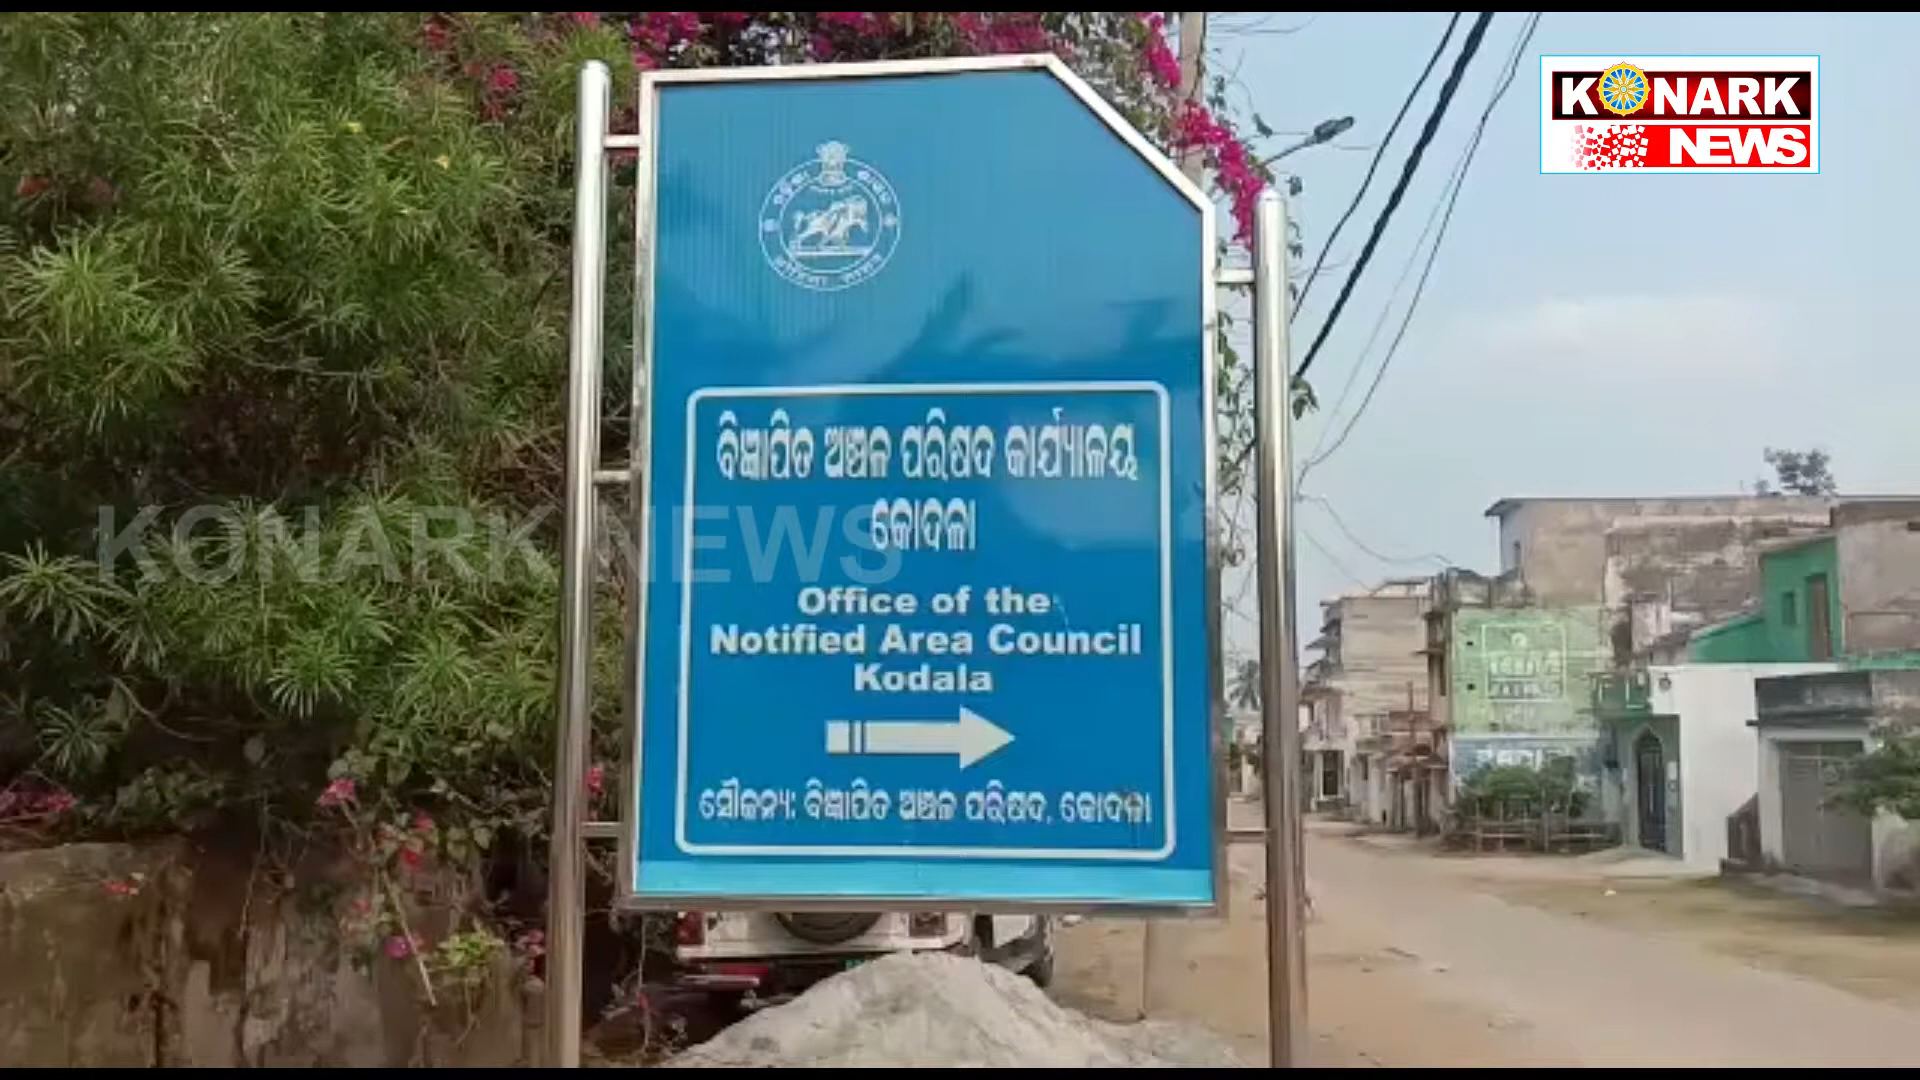 KONARK
NEWS
ବିଜ୍ଞାପିତ ଅଞ୍ଚଳ ପରିଷଦ କାର୍ଯ୍ୟାଳୟ
କୋଦଳା
KONARK NEWS
Office of the
Notified Area Council
Kodala
ସୌଜନ୍ୟ: ବିଜ୍ଞାପିତ ଅଞ୍ଚଳ ପରିଷଦ, କୋଦଳା